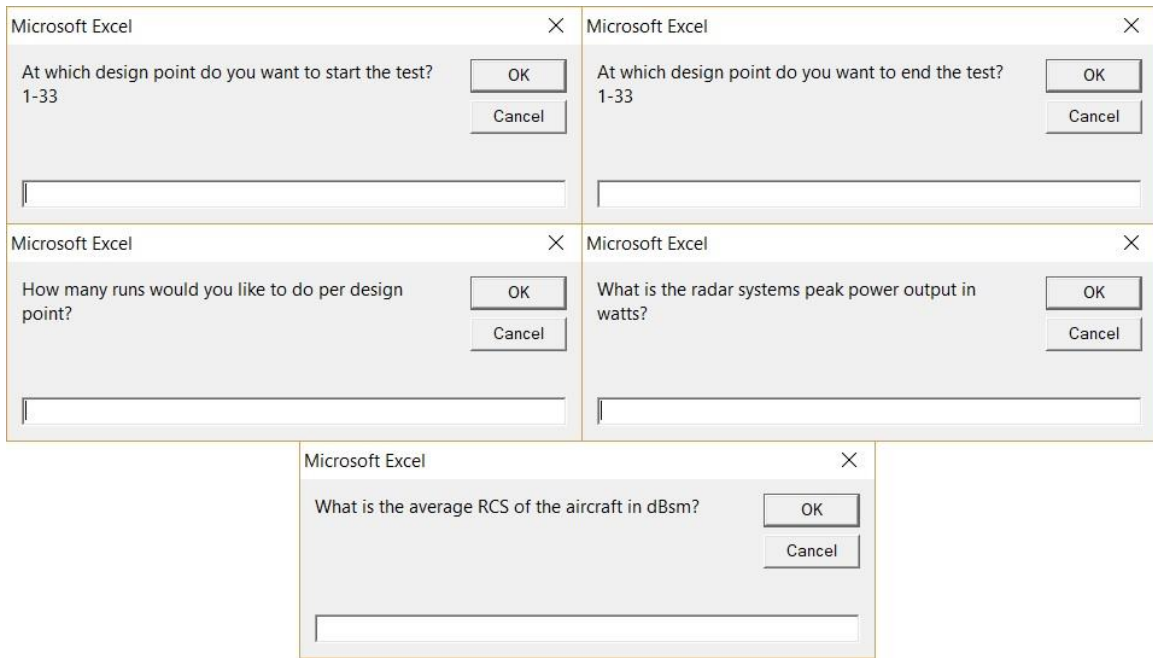 Microsoft Excel
At which design point do you want to start the test?
1-33
OK
Cancel
Microsoft Excel
At which design point do you want to end the test?
1-33
OK
Cancel
Microsoft Excel
How many runs would you like to do per design
point?
OK
Cancel
Microsoft Excel
What is the radar systems peak power output in
watts?
OK
Cancel
Microsoft Excel
What is the average RCS of the aircraft in dBsm?
OK
Cancel